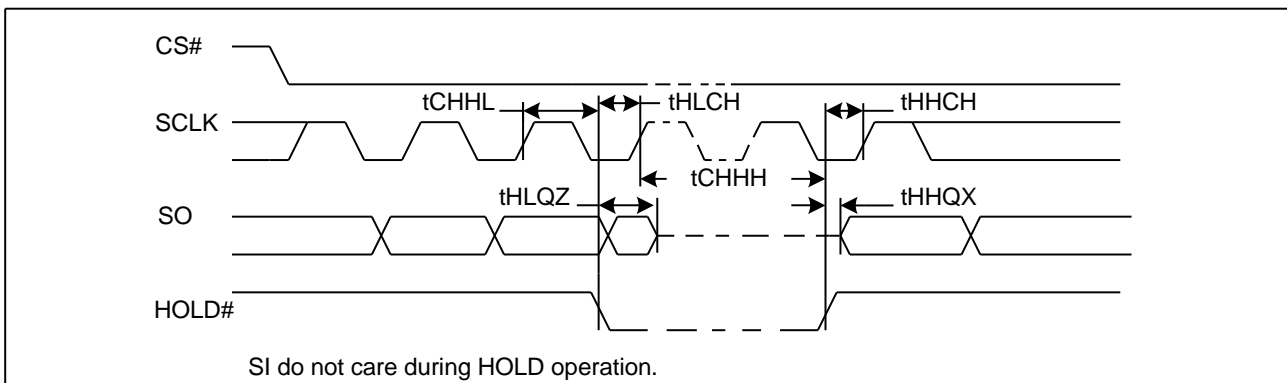 CS#
tCHHL tHLCH tHHCH
SCLK
tCHHH
tHLQZ tHHQX
SO
HOLD#
SI do not care during HOLD operation.